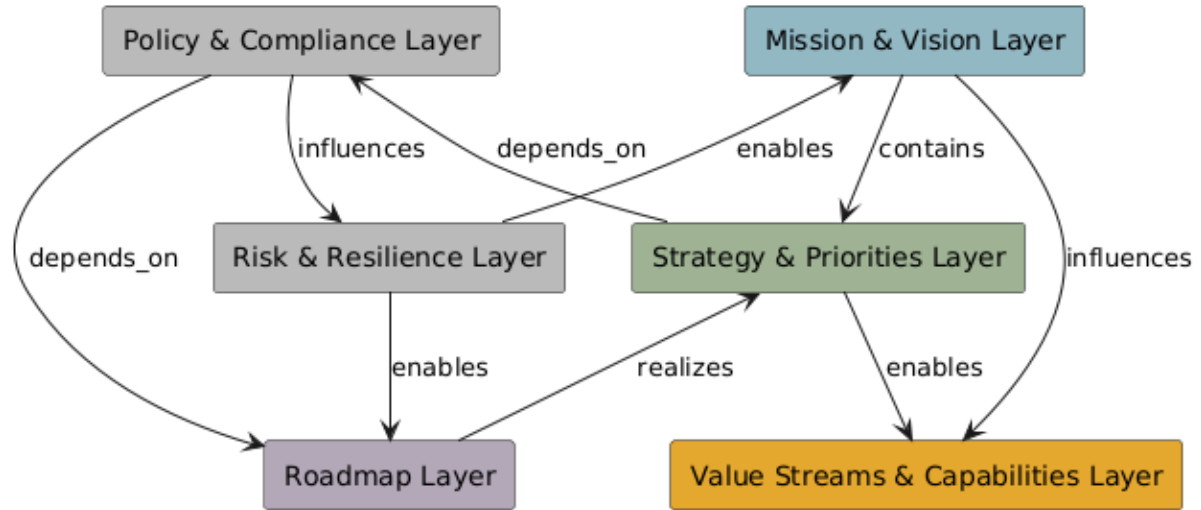 Policy & Compliance Layer
Mission & Vision Layer
influences
depends_on
enables
contains
depends_on
Risk & Resilience Layer
Strategy & Priorities Layer
influences
enables
realizes
enables
Roadmap Layer
Value Streams & Capabilities Layer